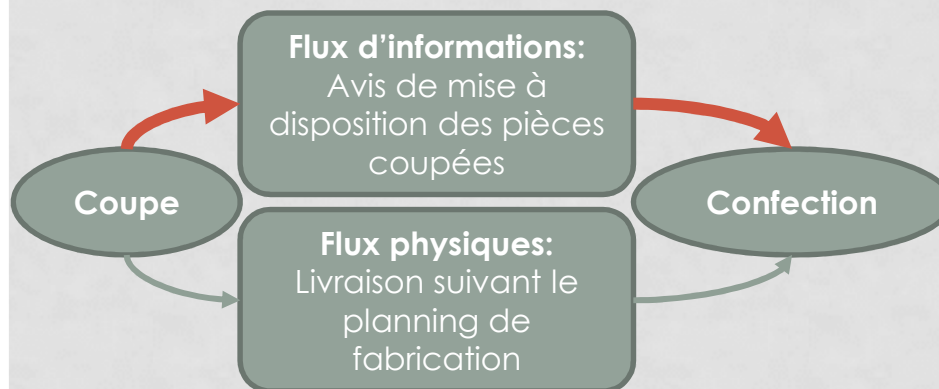 Flux d’informations:
Avis de mise à
disposition des pièces
coupées
Coupe
Confection
Flux physiques:
Livraison suivant le
planning de
fabrication